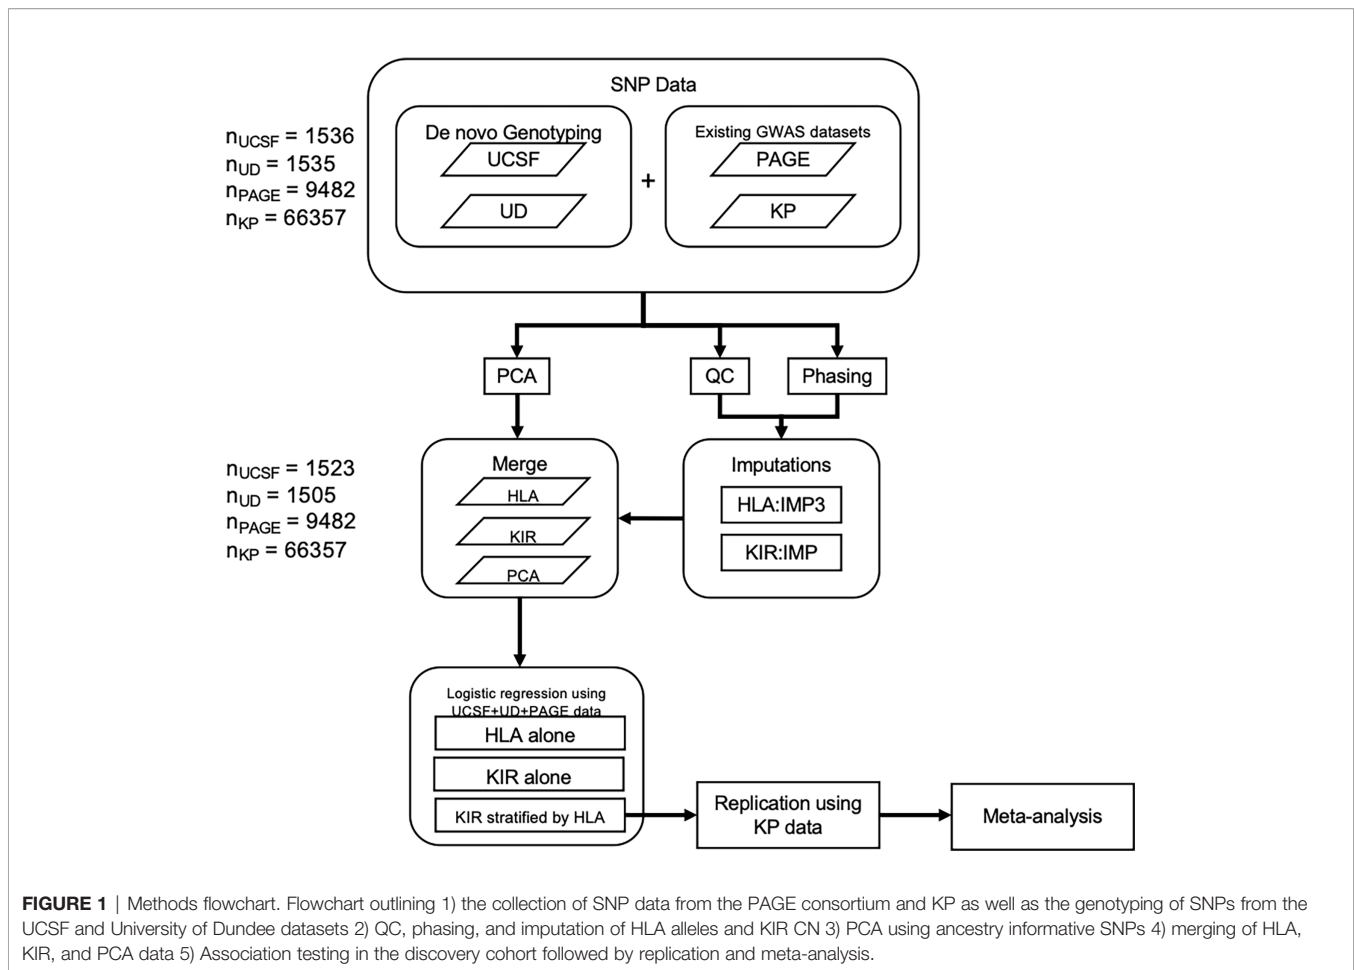 SNP Data
De novo Genotyping
UCSF
UD
+
Existing GWAS datasets
PAGE
KP
nUCSF = 1536
nUD = 1535
nPAGE = 9482
nKP = 66357
PCA
QC
Phasing
nUCSF = 1523
nUD = 1505
nPAGE = 9482
nKP = 66357
Merge
HLA
KIR
PCA
Imputations
HLA:IMP3
KIR:IMP
Logistic regression using
UCSF+UD+PAGE data
HLA alone
KIR alone
KIR stratified by HLA
Replication using
KP data
Meta-analysis
FIGURE 1 | Methods flowchart. Flowchart outlining 1) the collection of SNP data from the PAGE consortium and KP as well as the genotyping of SNPs from the
UCSF and University of Dundee datasets 2) QC, phasing, and imputation of HLA alleles and KIR CN 3) PCA using ancestry informative SNPs 4) merging of HLA,
KIR, and PCA data 5) Association testing in the discovery cohort followed by replication and meta-analysis.